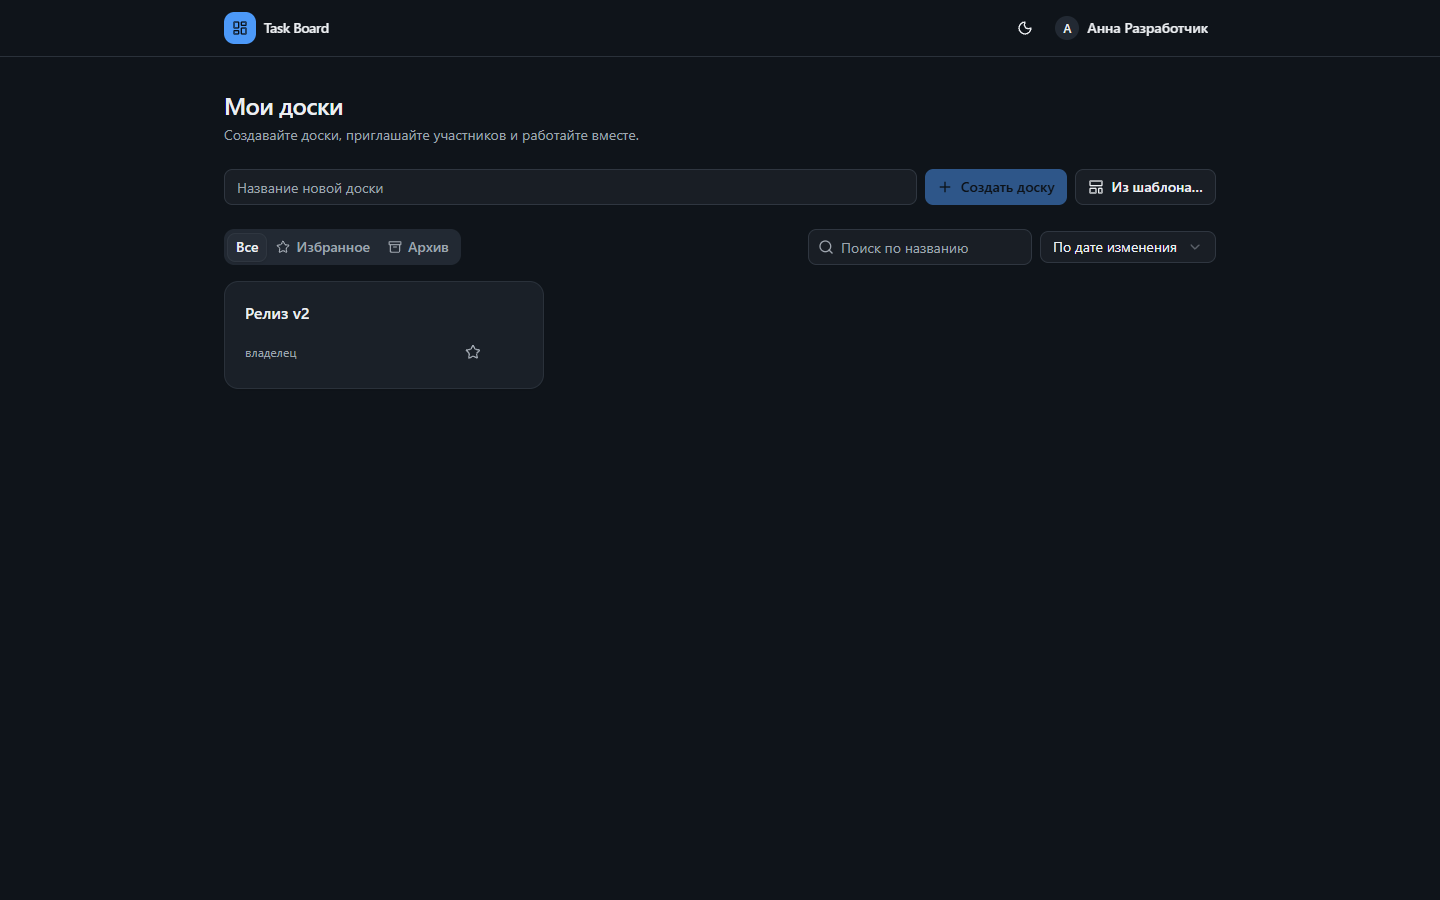 Task Board
А Анна Разработчик
Мои доски
Создавайте доски, приглашайте участников и работайте вместе.
Название новой доски
Создать доску
Из шаблона...
Все Избранное Архив
Поиск по названию
По дате изменения
Релиз v2
владелец